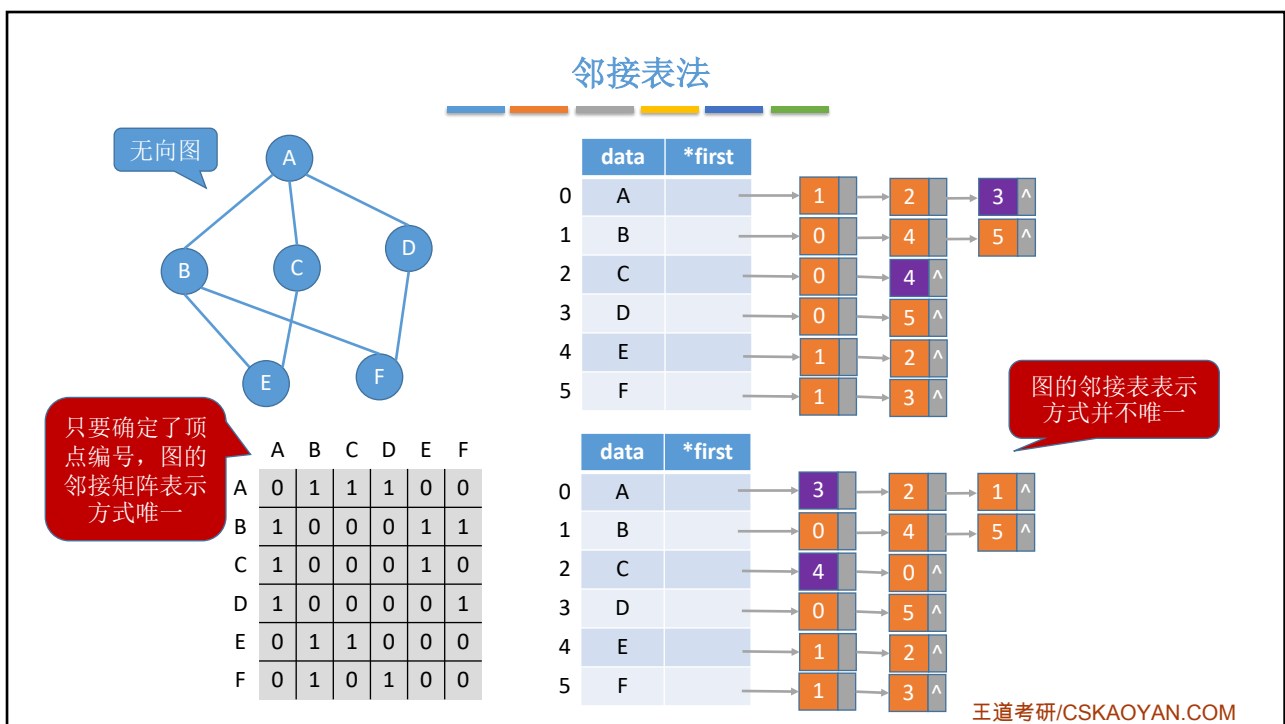 邻接表法
无向图
A
B
C
D
E
F
只要确定了顶
点编号，图的
邻接矩阵表示
方式唯一
A B C D E F
A 0 1 1 1 0 0
B 1 0 0 0 1 1
C 1 0 0 0 1 0
D 1 0 0 0 0 1
E 0 1 1 0 0 0
F 0 1 0 1 0 0
data *first
0 A 1 2 3 ^
1 B 0 4 5 ^
2 C 0 4 ^
3 D 0 5 ^
4 E 1 2 ^
5 F 1 3 ^
图的邻接表表示
方式并不唯一
data *first
0 A 3 2 1 ^
1 B 0 4 5 ^
2 C 4 0 ^
3 D 0 5 ^
4 E 1 2 ^
5 F 1 3 ^
王道考研/CSKAOYAN.COM